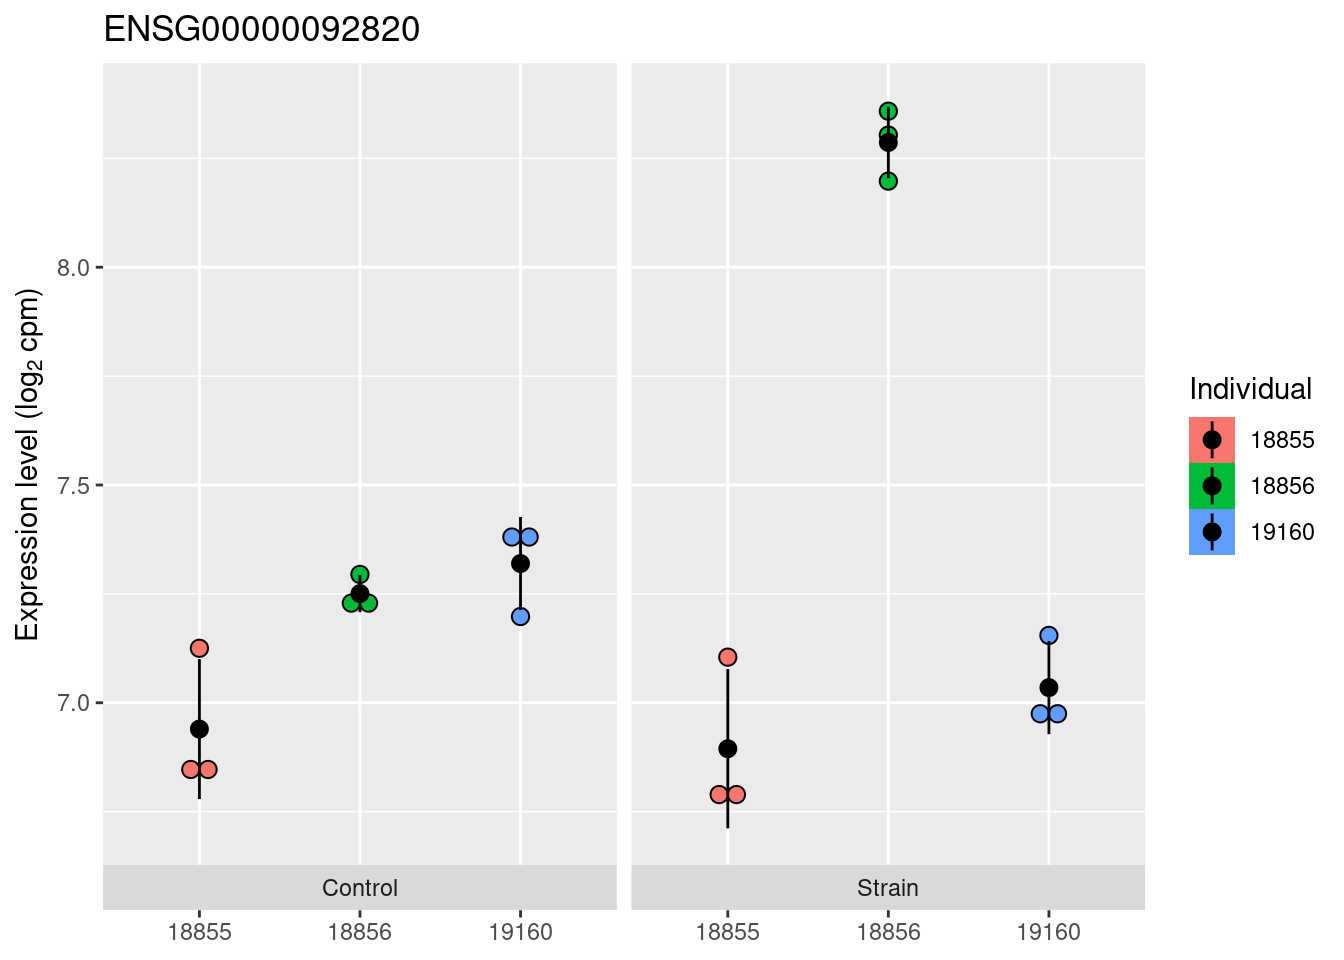 ENSG00000092820
Expression level (log₂ cpm)
8.0
7.5
7.0
Control
Strain
18855
18856
19160
18855
18856
19160
Individual
18855
18856
19160